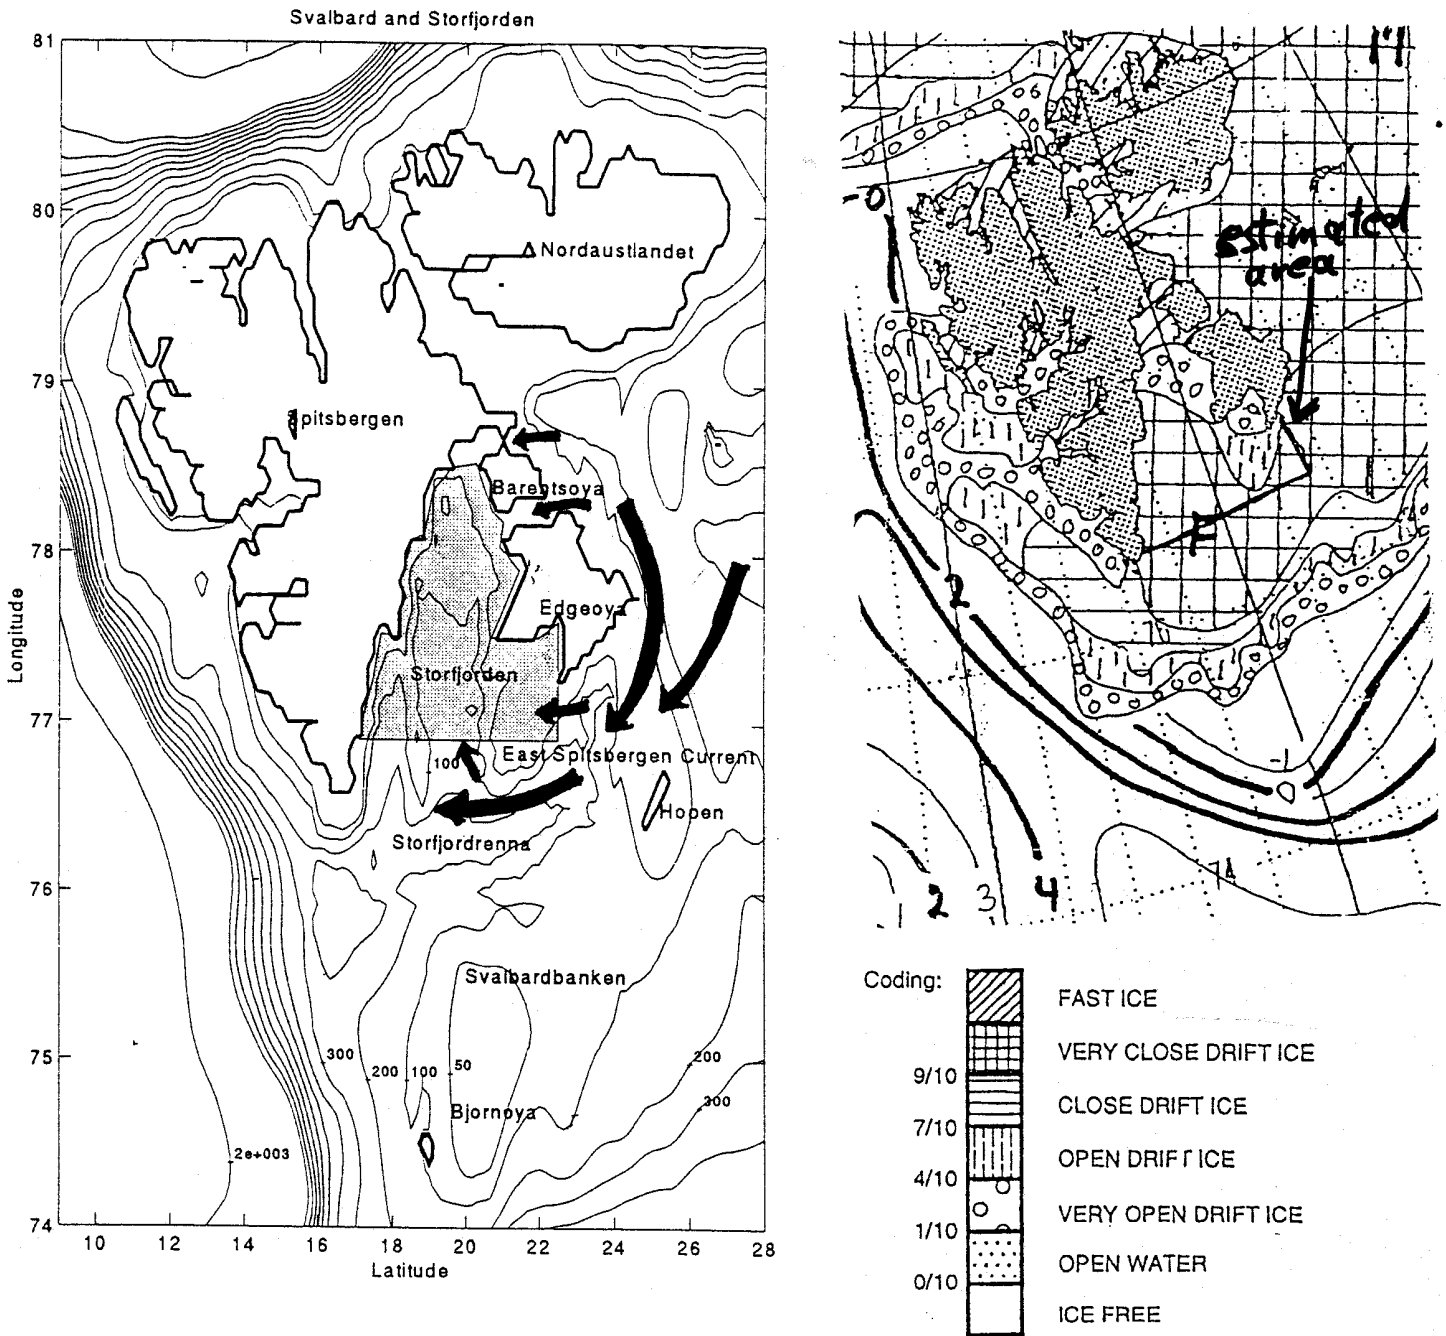 Svalbard and Storfjorden
81
80
79
78
77
76
75
74
Longitude
Nordaustlandet
Spitsbergen
Barentsoya
Edgeoya
Storfjorden
East Spitsbergen Current
100
Hopen
Storfjordrenna
Svalbardbanken
300
200
100
50
200
300
Bjornoya
2e+003
10
12
14
16
18
20
22
24
26
28
Latitude
-0
estimated
area
F
2
-1
1
2
3
4
74
Coding:
FAST ICE
VERY CLOSE DRIFT ICE
9/10
CLOSE DRIFT ICE
7/10
OPEN DRIFT ICE
4/10
VERY OPEN DRIFT ICE
1/10
OPEN WATER
0/10
ICE FREE